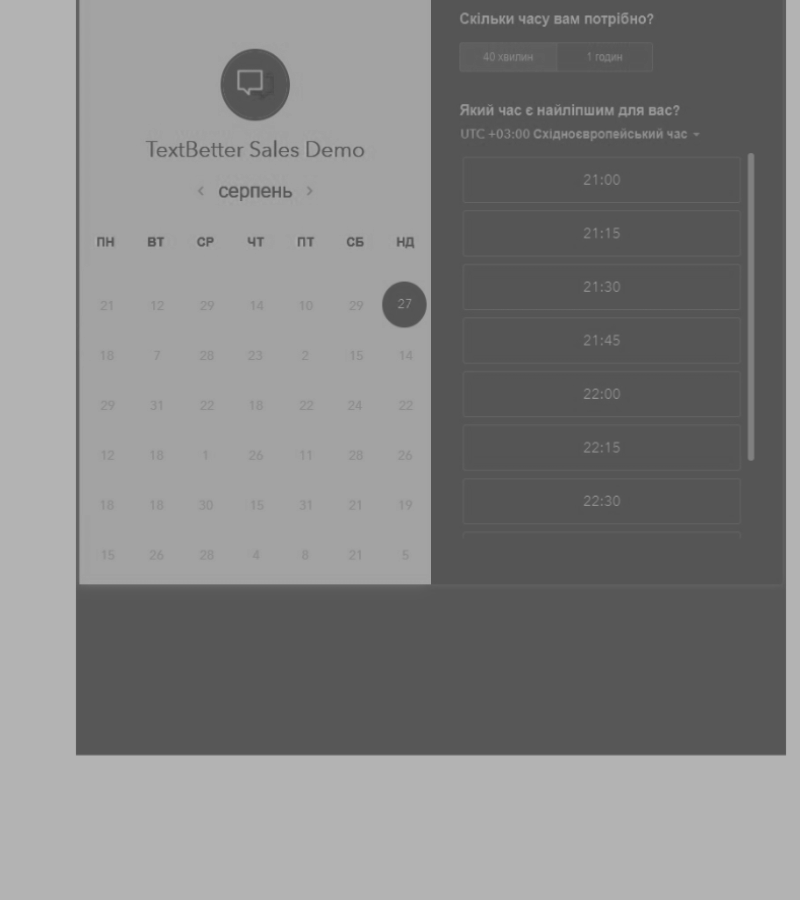 TextBetter Sales Demo
‹ серпень ›
ПН ВТ СР ЧТ ПТ СБ НД
21 12 29 14 10 29 27
18 7 28 23 2 15 14
29 31 22 18 22 24 22
12 18 1 26 11 28 26
18 18 30 15 31 21 19
15 26 28 4 8 21 5
Скільки часу вам потрібно?
40 хвилин 1 годин
Який час є найліпшим для вас?
UTC +03:00 Східноєвропейський час
21:00
21:15
21:30
21:45
22:00
22:15
22:30